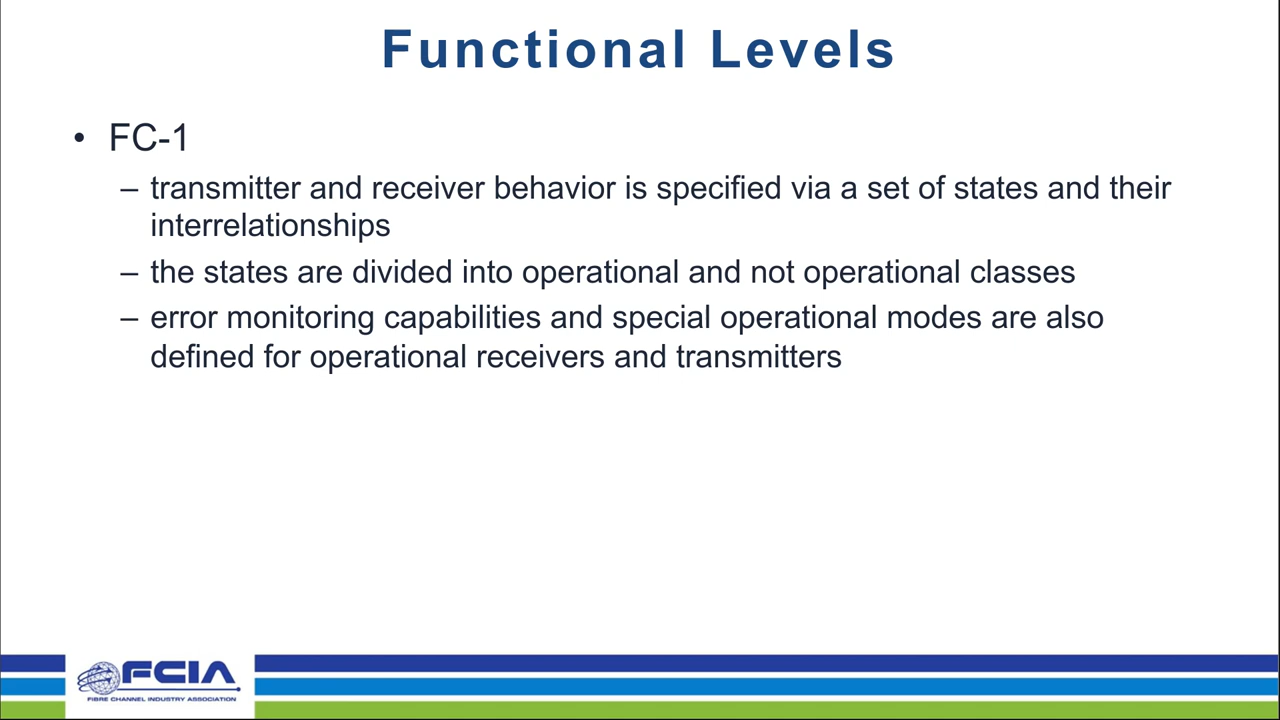 Functional Levels
• FC-1
– transmitter and receiver behavior is specified via a set of states and their
interrelationships
– the states are divided into operational and not operational classes
– error monitoring capabilities and special operational modes are also
defined for operational receivers and transmitters
FCIA
FIBRE CHANNEL INDUSTRY ASSOCIATION